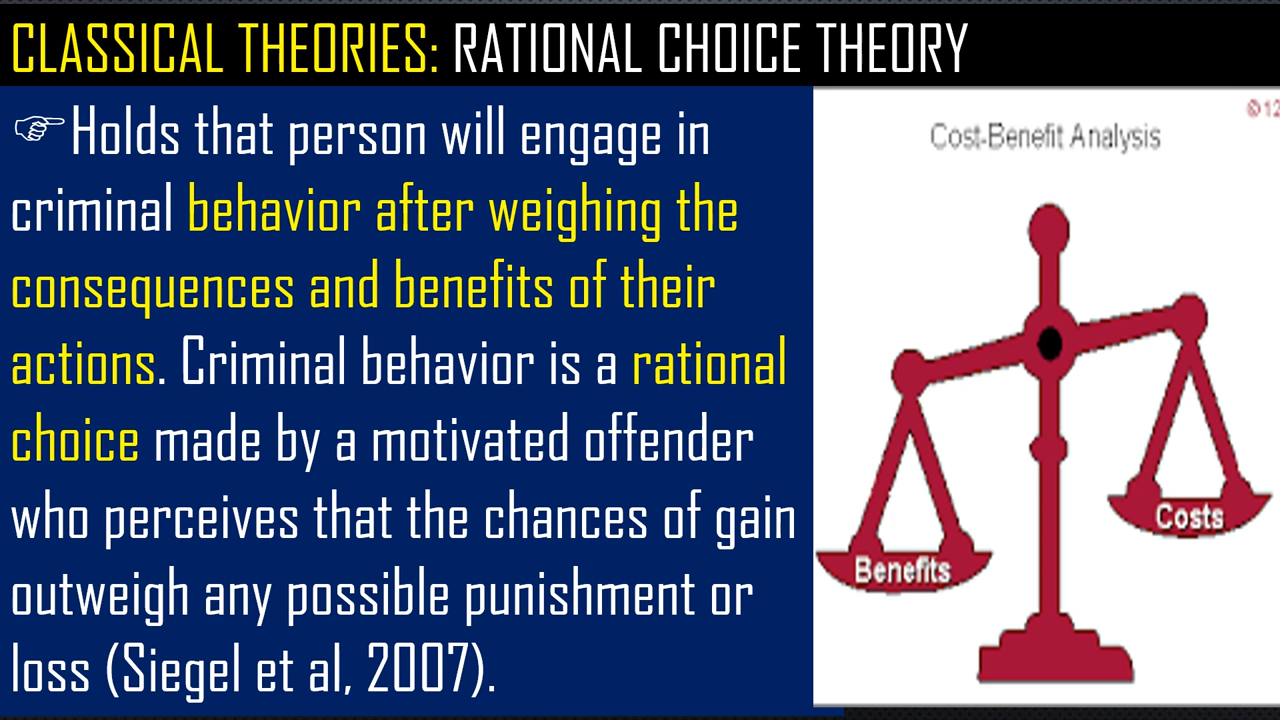 CLASSICAL THEORIES: RATIONAL CHOICE THEORY
Holds that person will engage in
criminal behavior after weighing the
consequences and benefits of their
actions. Criminal behavior is a rational
choice made by a motivated offender
who perceives that the chances of gain
outweigh any possible punishment or
loss (Siegel et al, 2007).
© 12
Cost-Benefit Analysis
Costs
Benefits